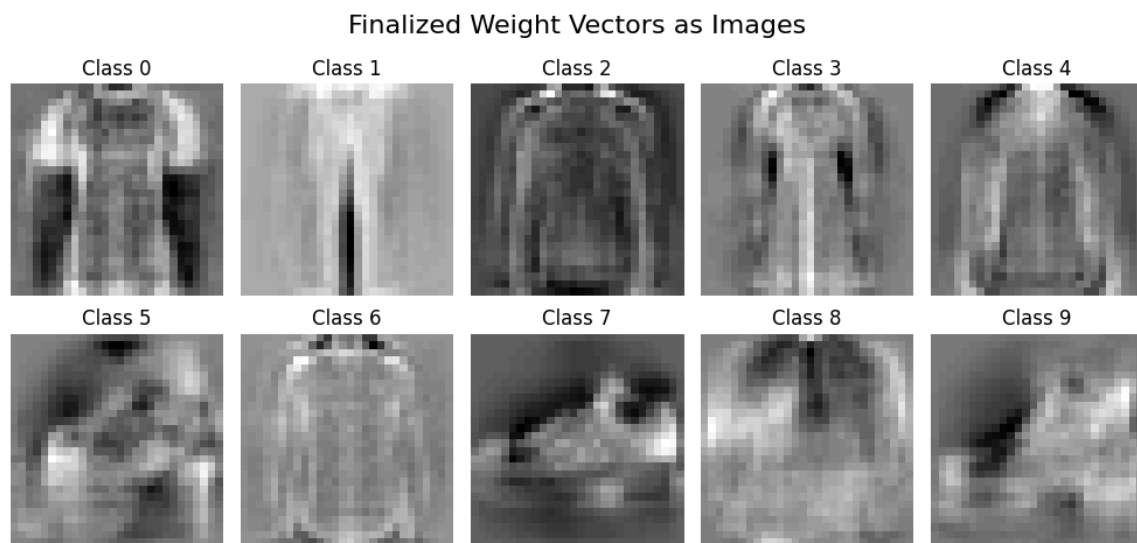 Finalized Weight Vectors as Images
Class 0 Class 1 Class 2 Class 3 Class 4
Class 5 Class 6 Class 7 Class 8 Class 9